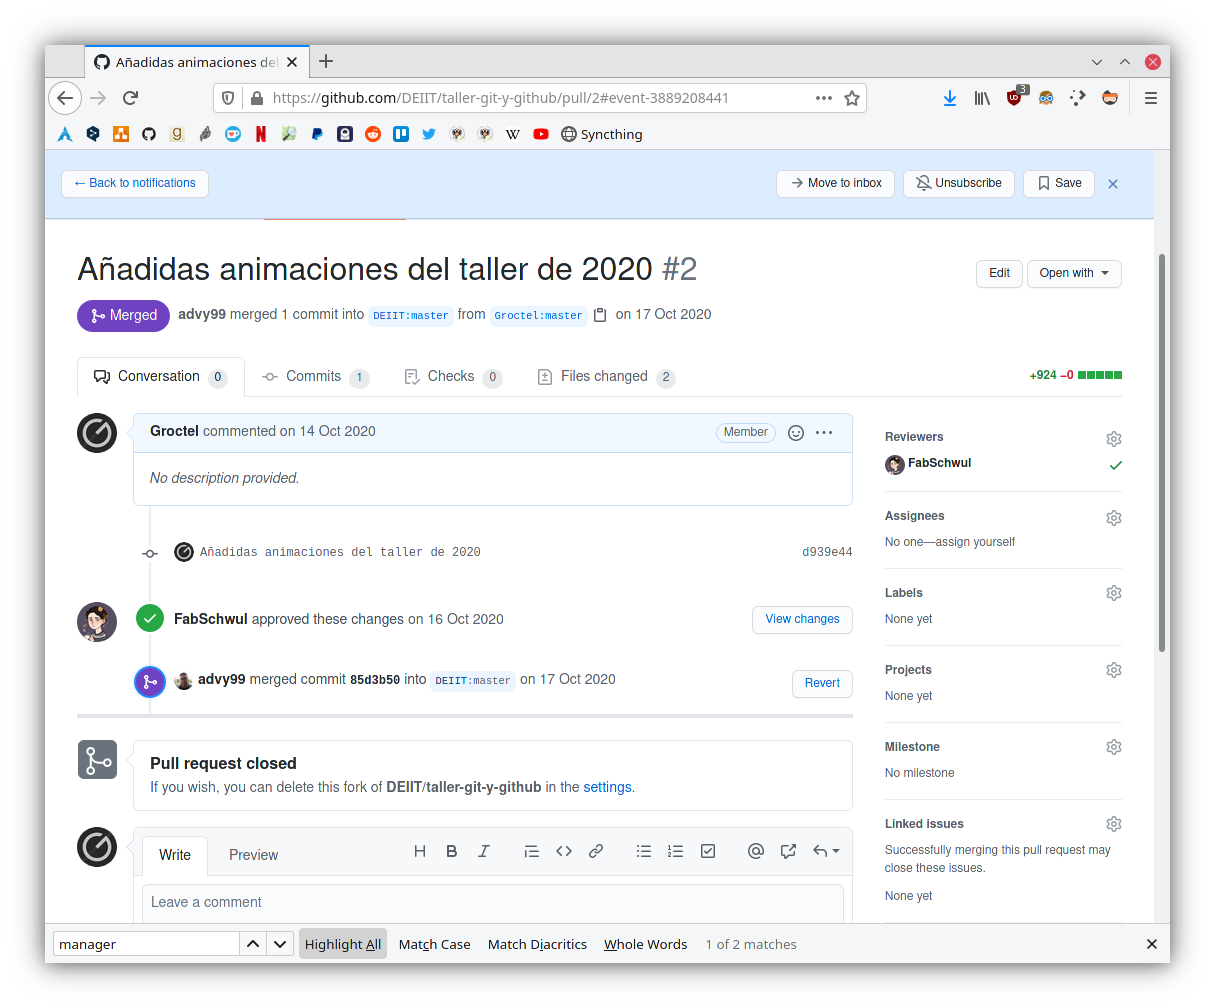 Añadidas animaciones del
https://github.com/DEIIT/taller-git-y-github/pull/2#event-3889208441
3
Syncthing
← Back to notifications
Move to inbox
Unsubscribe
Save
Añadidas animaciones del taller de 2020 #2
Edit
Open with
Merged
advy99 merged 1 commit into DEIIT:master from Groctel:master on 17 Oct 2020
Conversation 0
Commits 1
Checks 0
Files changed 2
+924 −0
Groctel commented on 14 Oct 2020
Member
No description provided.
Añadidas animaciones del taller de 2020
d939e44
FabSchwul approved these changes on 16 Oct 2020
View changes
advy99 merged commit 85d3b50 into DEIIT:master on 17 Oct 2020
Revert
Pull request closed
If you wish, you can delete this fork of DEIIT/taller-git-y-github in the settings.
Write
Preview
Leave a comment
Reviewers
FabSchwul
Assignees
No one—assign yourself
Labels
None yet
Projects
None yet
Milestone
No milestone
Linked issues
Successfully merging this pull request may
close these issues.
None yet
manager
Highlight All
Match Case
Match Diacritics
Whole Words
1 of 2 matches